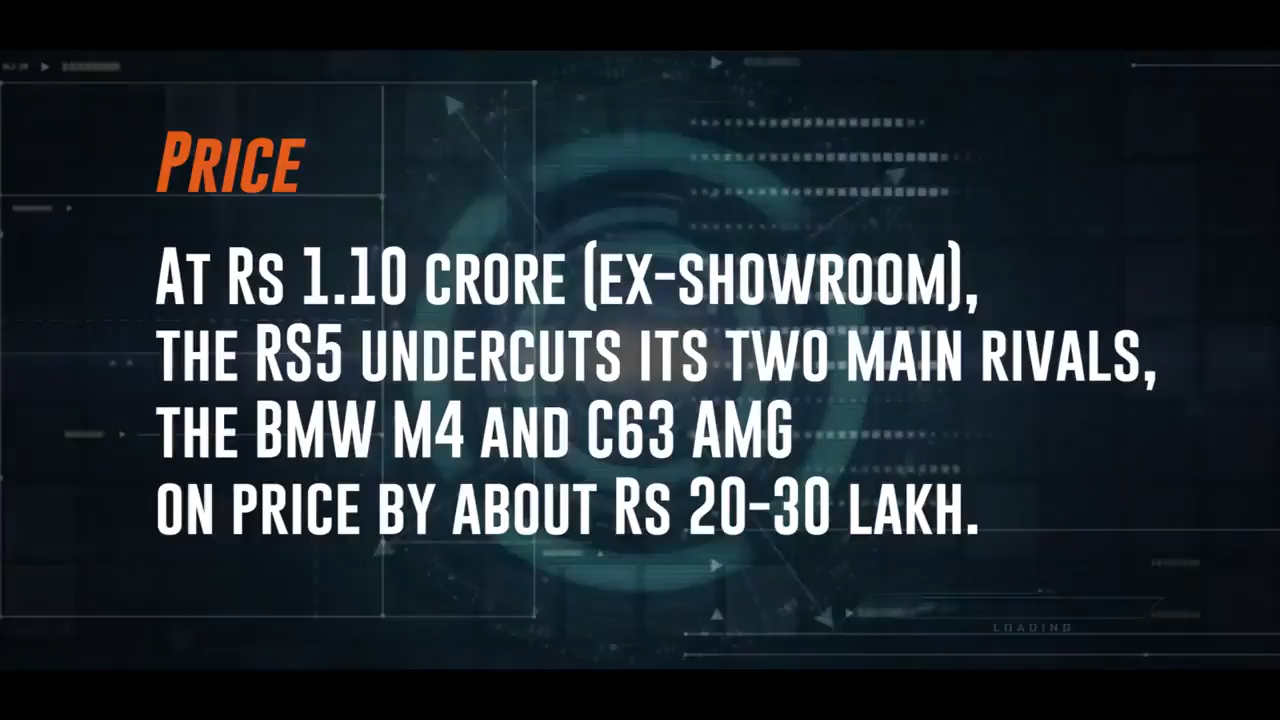 PRICE
AT RS 1.10 CRORE (EX-SHOWROOM),
THE RS5 UNDERCUTS ITS TWO MAIN RIVALS,
THE BMW M4 AND C63 AMG
ON PRICE BY ABOUT RS 20-30 LAKH.
LOADING